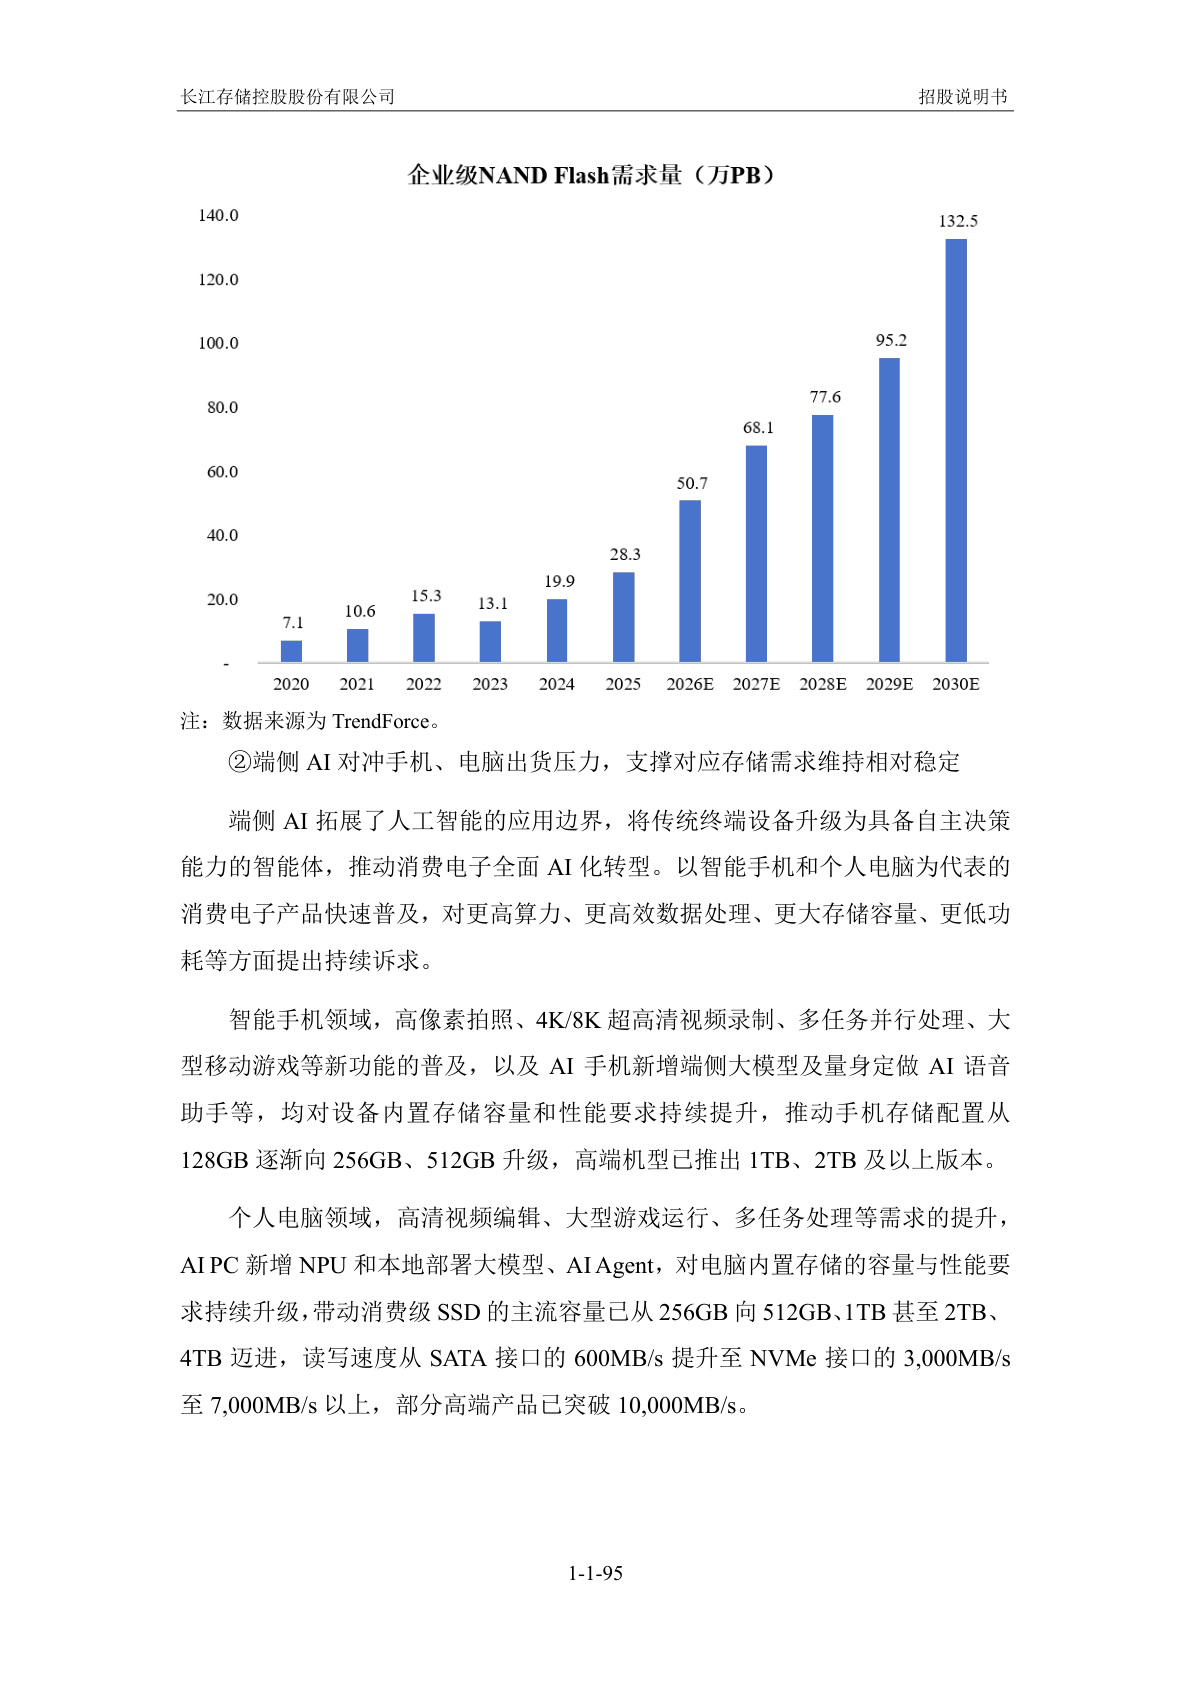 长江存储控股股份有限公司 招股说明书
企业级NAND Flash需求量（万PB）
140.0
120.0
100.0
80.0
60.0
40.0
20.0
-
7.1
10.6
15.3
13.1
19.9
28.3
50.7
68.1
77.6
95.2
132.5
2020 2021 2022 2023 2024 2025 2026E 2027E 2028E 2029E 2030E
注：数据来源为 TrendForce。
②端侧 AI 对冲手机、电脑出货压力，支撑对应存储需求维持相对稳定
端侧 AI 拓展了人工智能的应用边界，将传统终端设备升级为具备自主决策
能力的智能体，推动消费电子全面 AI 化转型。以智能手机和个人电脑为代表的
消费电子产品快速普及，对更高算力、更高效数据处理、更大存储容量、更低功
耗等方面提出持续诉求。
智能手机领域，高像素拍照、4K/8K 超高清视频录制、多任务并行处理、大
型移动游戏等新功能的普及，以及 AI 手机新增端侧大模型及量身定做 AI 语音
助手等，均对设备内置存储容量和性能要求持续提升，推动手机存储配置从
128GB 逐渐向 256GB、512GB 升级，高端机型已推出 1TB、2TB 及以上版本。
个人电脑领域，高清视频编辑、大型游戏运行、多任务处理等需求的提升，
AI PC 新增 NPU 和本地部署大模型、AI Agent，对电脑内置存储的容量与性能要
求持续升级，带动消费级 SSD 的主流容量已从 256GB 向 512GB、1TB 甚至 2TB、
4TB 迈进，读写速度从 SATA 接口的 600MB/s 提升至 NVMe 接口的 3,000MB/s
至 7,000MB/s 以上，部分高端产品已突破 10,000MB/s。
1-1-95